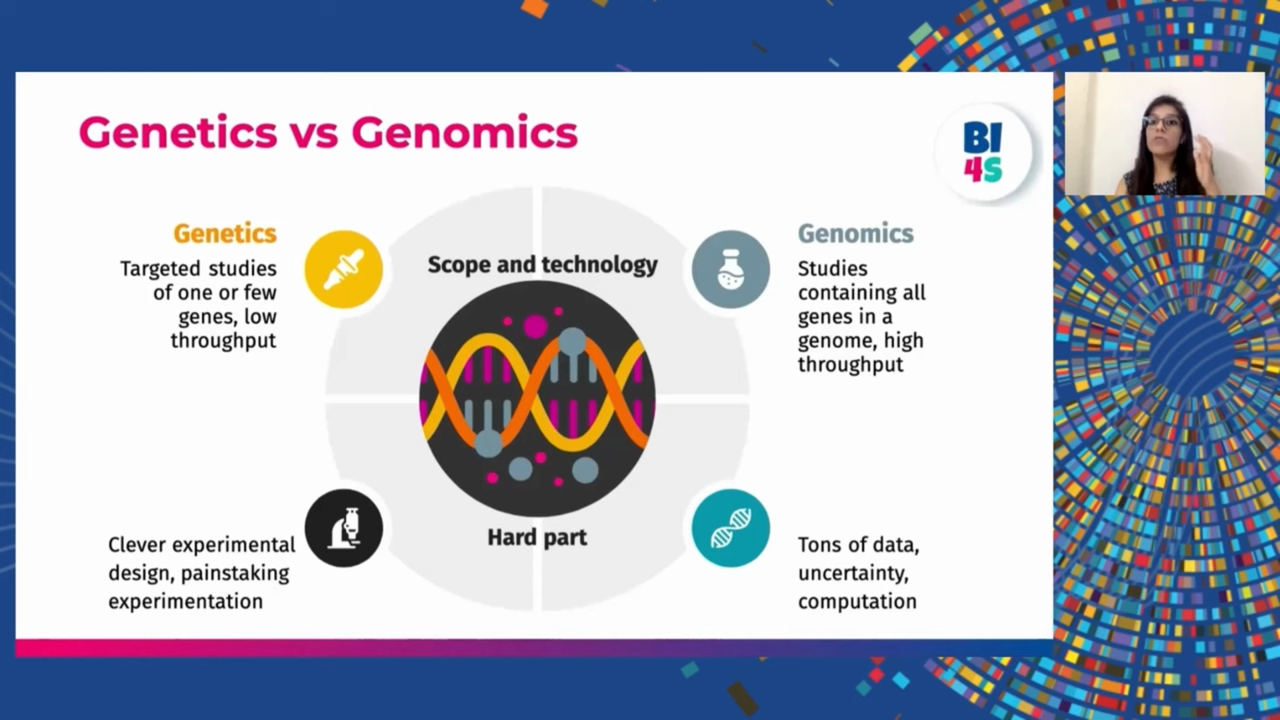 Genetics vs Genomics
BI
4S
Genetics
Targeted studies
of one or few
genes, low
throughput
Scope and technology
Genomics
Studies
containing all
genes in a
genome, high
throughput
Hard part
Clever experimental
design, painstaking
experimentation
Tons of data,
uncertainty,
computation